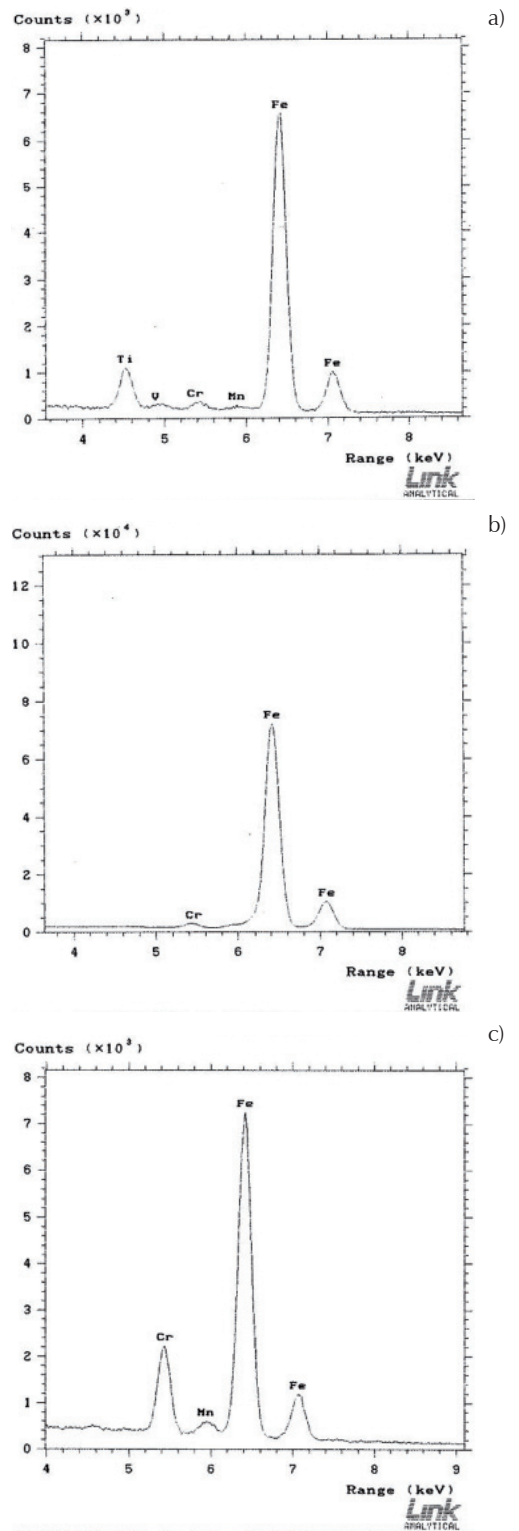 Counts (×10³)
a)
8
7
6
5
4
3
2
1
0
Fe
Ti
V
Cr
Mn
Fe
4 5 6 7 8
Range (keV)
Link
ANALYTICAL
Counts (×10⁴)
b)
12
10
8
6
4
2
0
Fe
Cr
Fe
4 5 6 7 8
Range (keV)
Link
ANALYTICAL
c)
Counts (×10³)
8
7
6
5
4
3
2
1
0
Fe
Cr
Mn
Fe
4 5 6 7 8 9
Range (keV)
Link
ANALYTICAL